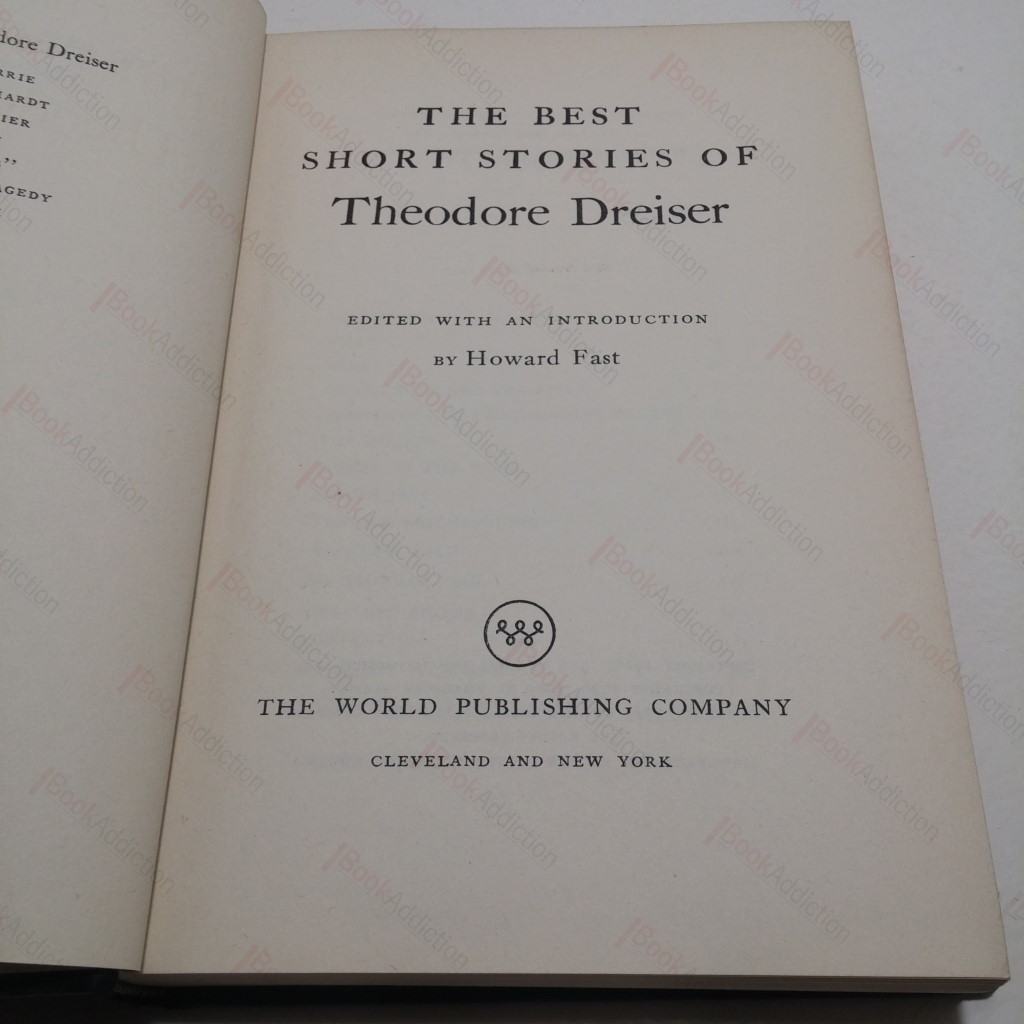 dore Dreiser
RRIE
HARDT
IER
"
AGEDY
THE BEST
SHORT STORIES OF
Theodore Dreiser
EDITED WITH AN INTRODUCTION
BY Howard Fast
THE WORLD PUBLISHING COMPANY
CLEVELAND AND NEW YORK
BookAddiction